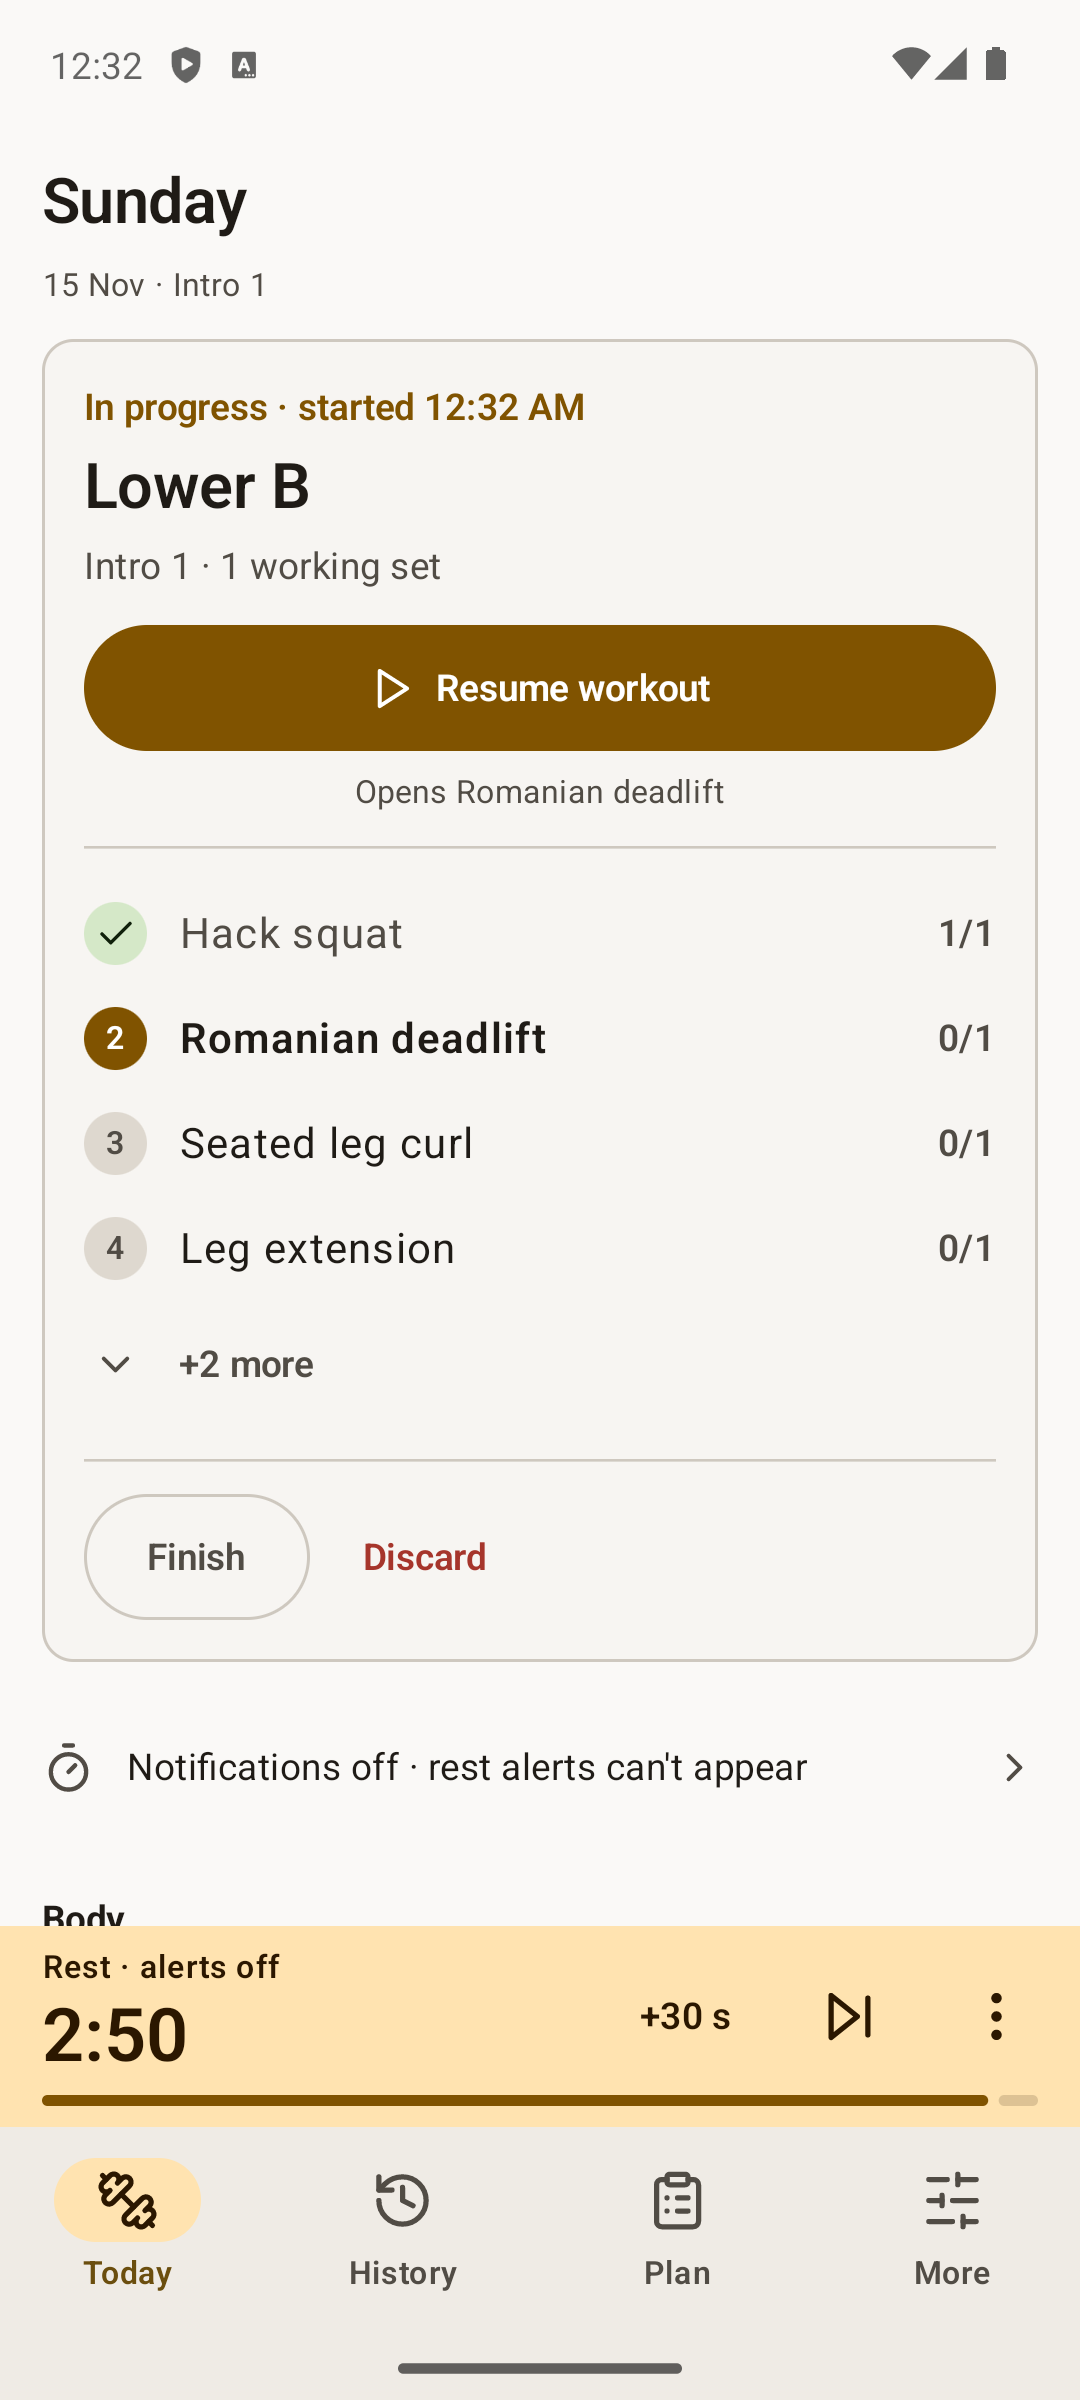 12:32
Sunday
15 Nov · Intro 1
In progress · started 12:32 AM
Lower B
Intro 1 · 1 working set
Resume workout
Opens Romanian deadlift
Hack squat 1/1
2 Romanian deadlift 0/1
3 Seated leg curl 0/1
4 Leg extension 0/1
+2 more
Finish Discard
Notifications off · rest alerts can't appear
Body
Rest · alerts off
2:50 +30 s
Today History Plan More